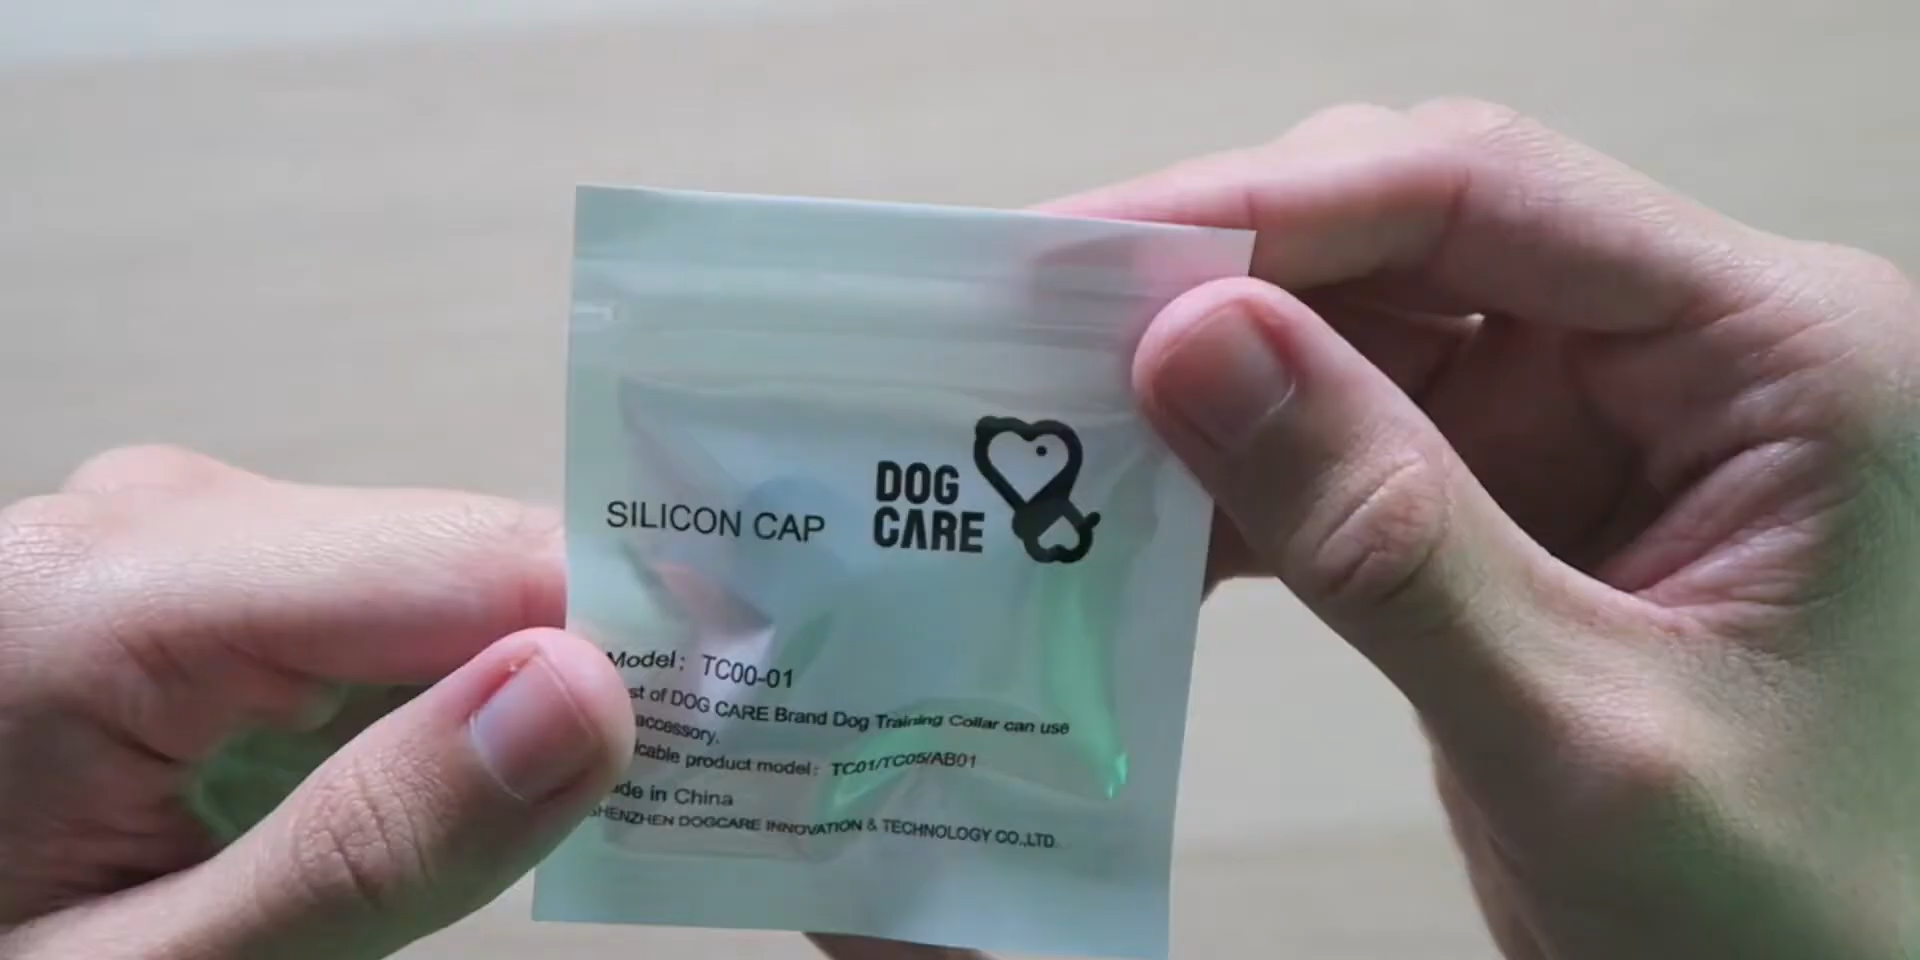 SILICON CAP
DOG
CARE
Model: TC00-01
st of DOG CARE Brand Dog Training Collar can use
accessory.
icable product model: TC01/TC05/AB01
de in China
SHENZHEN DOGCARE INNOVATION & TECHNOLOGY CO.,LTD.